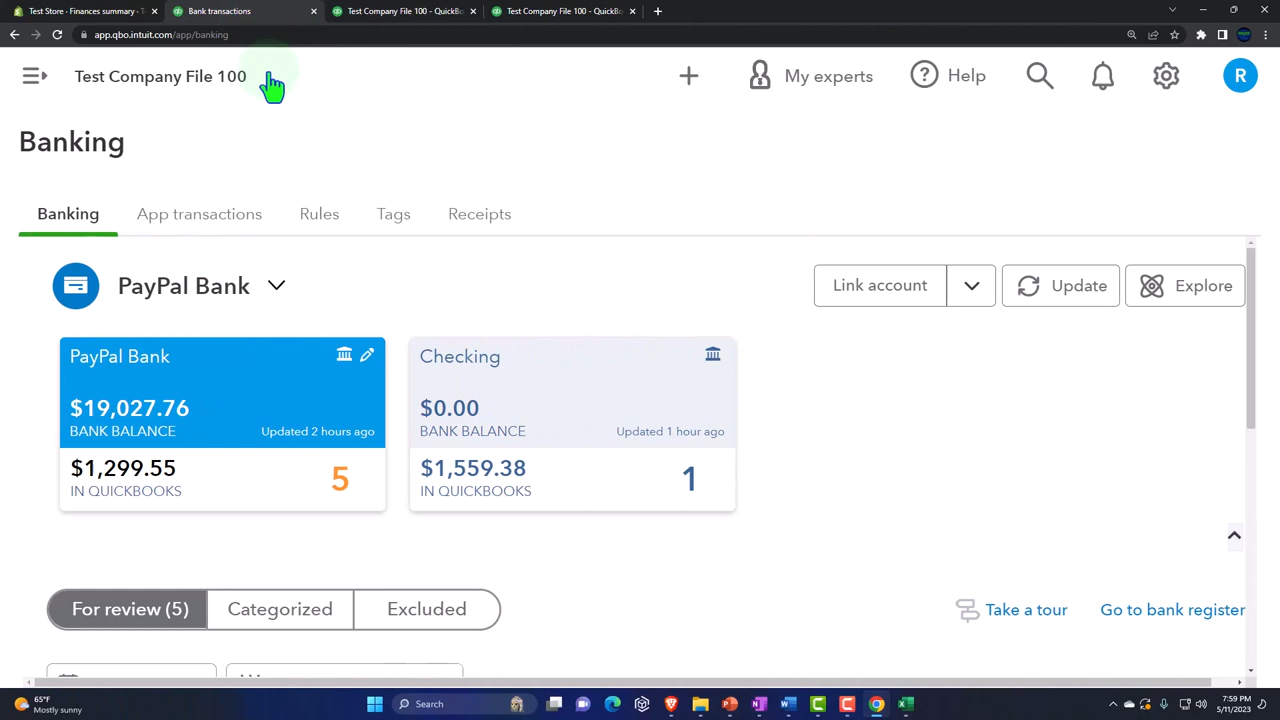 Test Store - Finances summary - T
Bank transactions
Test Company File 100 - QuickBo
Test Company File 100 - QuickBo
app.qbo.intuit.com/app/banking
Test Company File 100
My experts
Help
R
Banking
Banking
App transactions
Rules
Tags
Receipts
PayPal Bank
Link account
Update
Explore
PayPal Bank
Checking
$19,027.76
$0.00
BANK BALANCE
Updated 2 hours ago
BANK BALANCE
Updated 1 hour ago
$1,299.55
5
$1,559.38
1
IN QUICKBOOKS
IN QUICKBOOKS
For review (5)
Categorized
Excluded
Take a tour
Go to bank register
65°F
Mostly sunny
Search
7:59 PM
5/11/2023